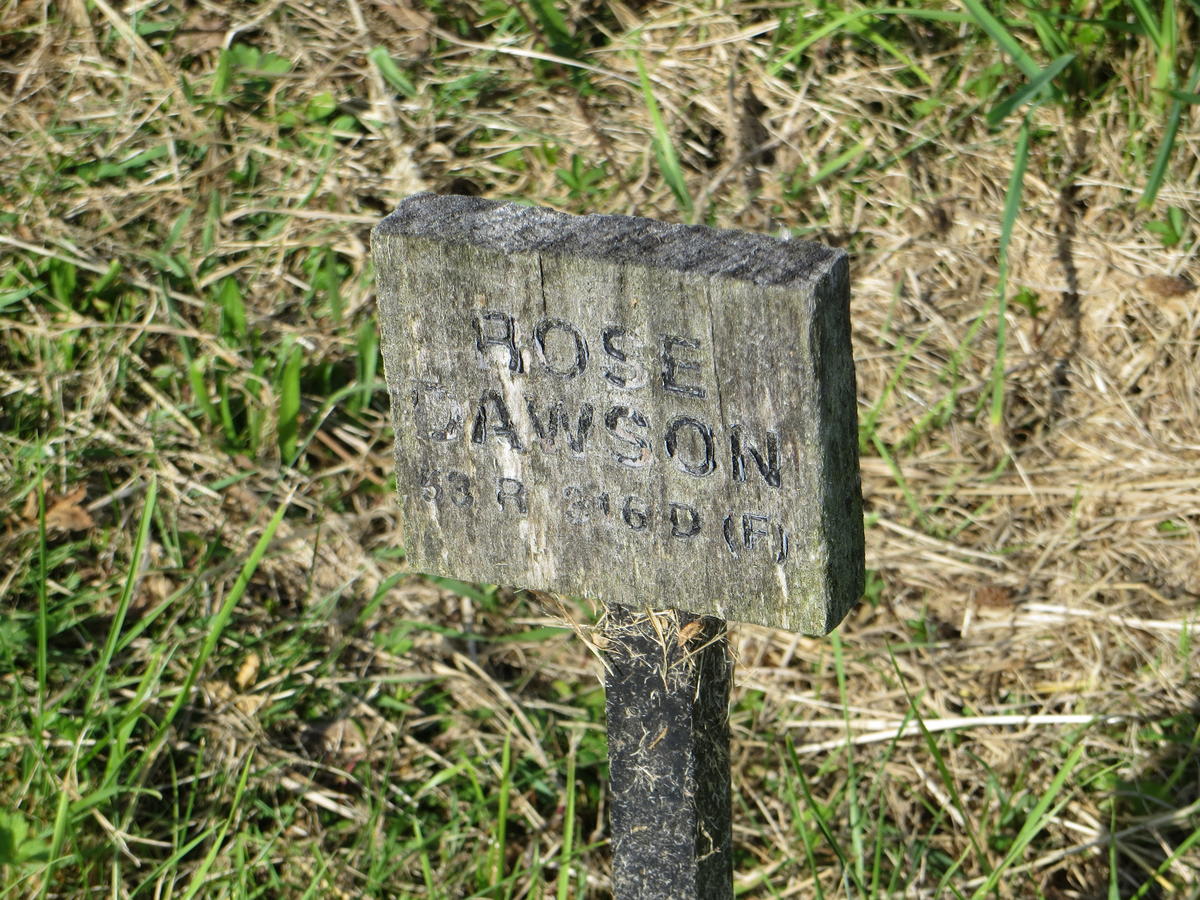 ROSE
DAWSON
53 R 316 D (F)